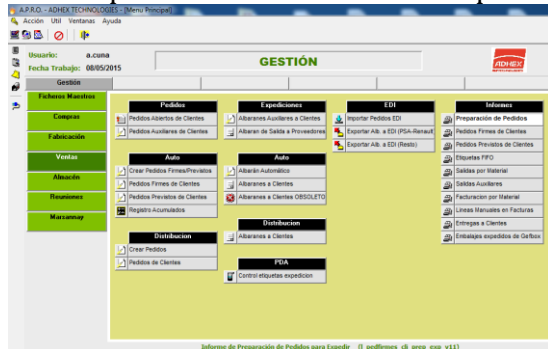 A.P.R.O. - ADHEX TECHNOLOGIES - [Menu Principal]
Acción Util Ventanas Ayuda
Usuario: a.cuna
Fecha Trabajo: 08/05/2015
GESTIÓN
ADHEX
Gestión
Ficheros Maestros
Compras
Fabricación
Ventas
Almacén
Reuniones
Marzannay
Pedidos
Pedidos Abiertos de Clientes
Pedidos Auxiliares de Clientes
Auto
Crear Pedidos Firmes/Previstos
Pedidos Firmes de Clientes
Pedidos Previstos de Clientes
Registro Acumulados
Distribucion
Crear Pedidos
Pedidos de Clientes
Expediciones
Albaranes Auxiliares a Clientes
Albaran de Salida a Proveedores
Auto
Albarán Automático
Albaranes a Clientes
Albaranes a Clientes OBSOLETO
Distribucion
Albaranes a Clientes
PDA
Control etiquetas expedicion
EDI
Importar Pedidos EDI
Exportar Alb. a EDI (PSA-Renault
Exportar Alb. a EDI (Resto)
Informes
Preparación de Pedidos
Pedidos Firmes de Clientes
Pedidos Previstos de Clientes
Etiquetas FIFO
Salidas por Material
Salidas Auxiliares
Facturacion por Material
Lineas Manuales en Facturas
Entregas a Clientes
Embalajes expedidos de Gefbox
Informe de Preparación de Pedidos para Expedir (l_pedfirmes_cli_prep_exp_v11)